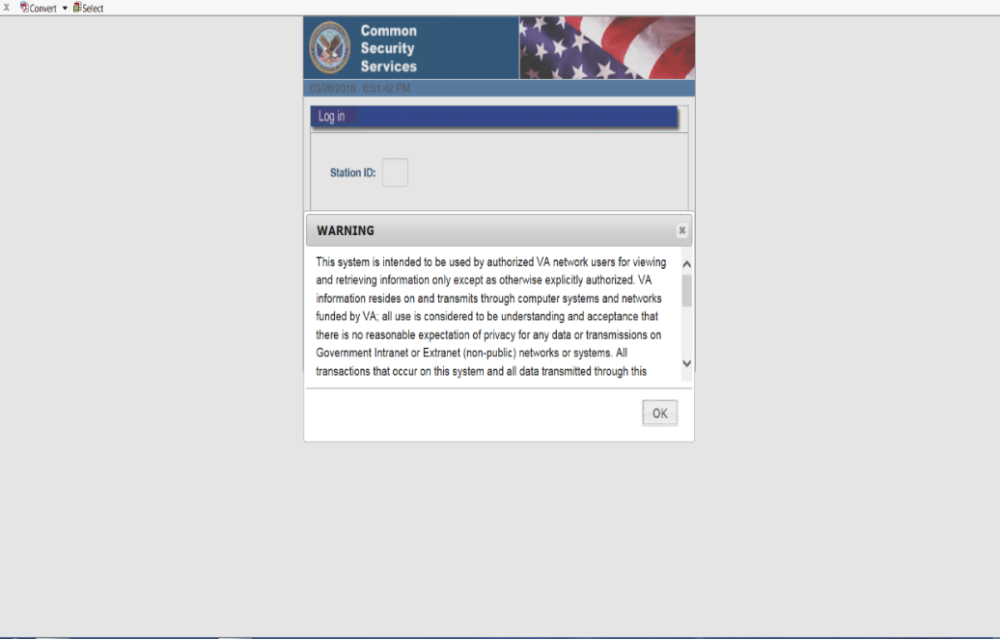 x Convert Select
Common
Security
Services
03/28/2018 6:51:42 PM
Log in
Station ID:
WARNING
x
This system is intended to be used by authorized VA network users for viewing
and retrieving information only except as otherwise explicitly authorized. VA
information resides on and transmits through computer systems and networks
funded by VA; all use is considered to be understanding and acceptance that
there is no reasonable expectation of privacy for any data or transmissions on
Government Intranet or Extranet (non-public) networks or systems. All
transactions that occur on this system and all data transmitted through this
OK